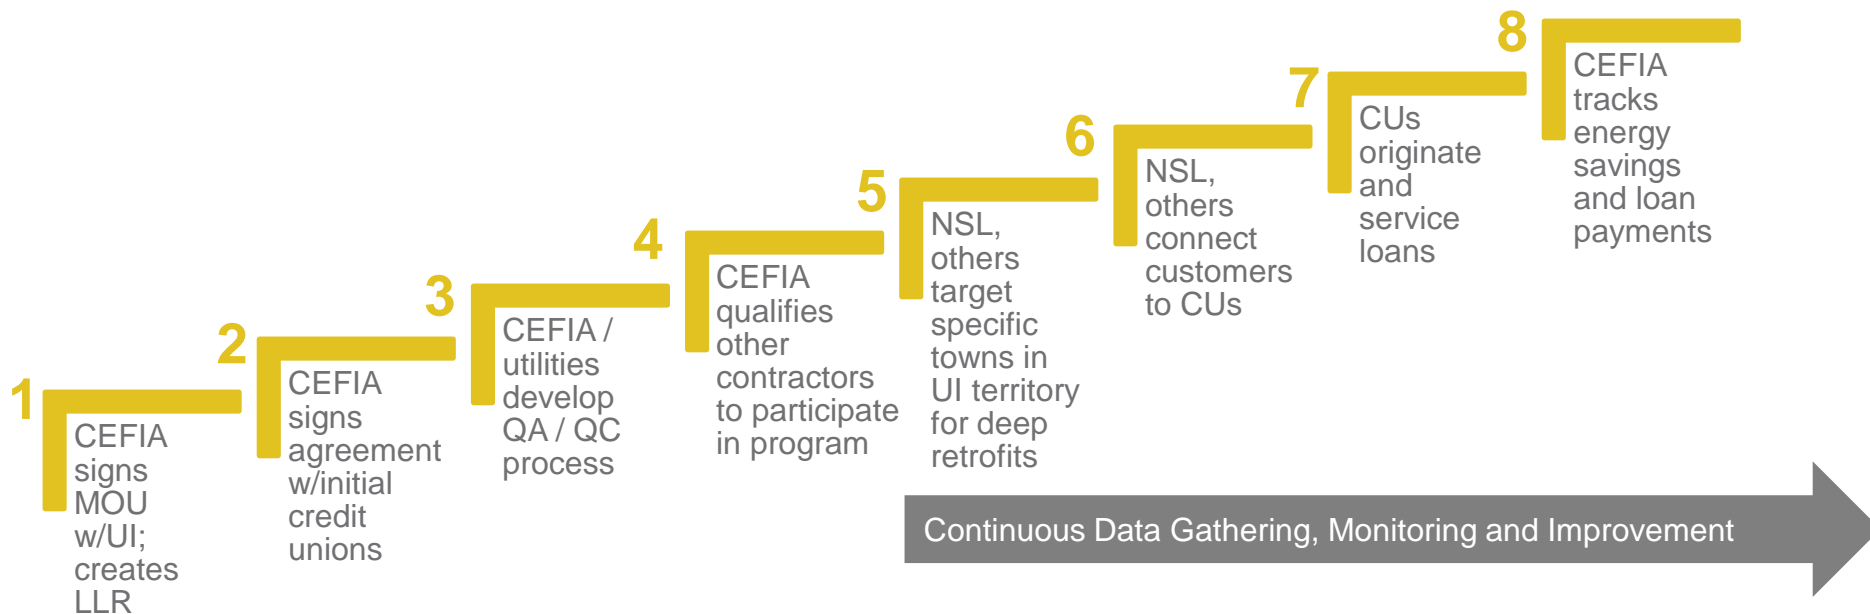 1
CEFIA
signs
MOU
w/UI;
creates
LLR
2
CEFIA
signs
agreement
w/initial
credit
unions
3
CEFIA /
utilities
develop
QA / QC
process
4
CEFIA
qualifies
other
contractors
to participate
in program
5
NSL,
others
target
specific
towns in
UI territory
for deep
retrofits
6
NSL,
others
connect
customers
to CUs
7
CUs
originate
and
service
loans
8
CEFIA
tracks
energy
savings
and loan
payments
Continuous Data Gathering, Monitoring and Improvement